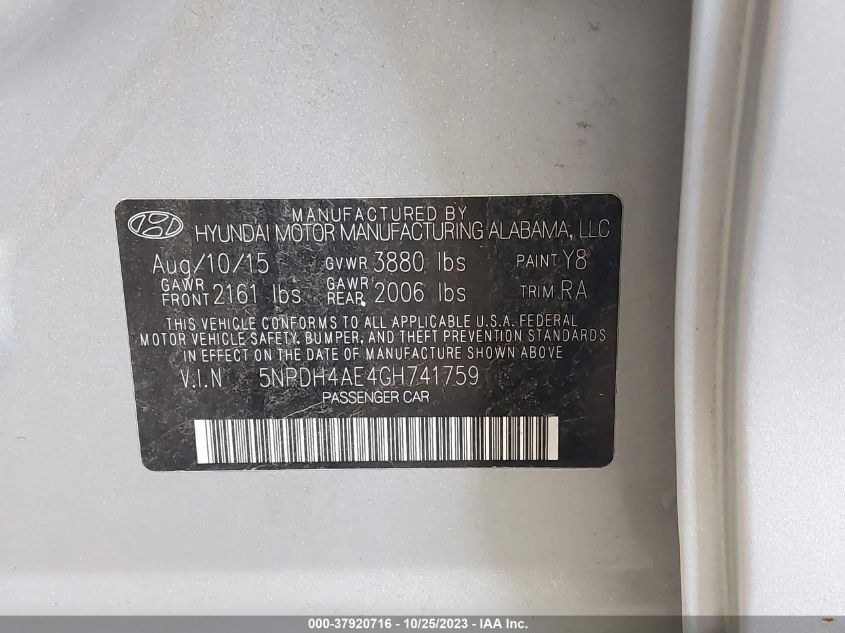 MANUFACTURED BY
HYUNDAI MOTOR MANUFACTURING ALABAMA, LLC
Aug/10/15 GVWR 3880 lbs PAINT Y8
GAWR FRONT 2161 lbs GAWR REAR 2006 lbs TRIM RA
THIS VEHICLE CONFORMS TO ALL APPLICABLE U.S.A. FEDERAL
MOTOR VEHICLE SAFETY, BUMPER, AND THEFT PREVENTION STANDARDS
IN EFFECT ON THE DATE OF MANUFACTURE SHOWN ABOVE
V.I.N 5NPDH4AE4GH741759
PASSENGER CAR
000-37920716 - 10/25/2023 - IAA Inc.